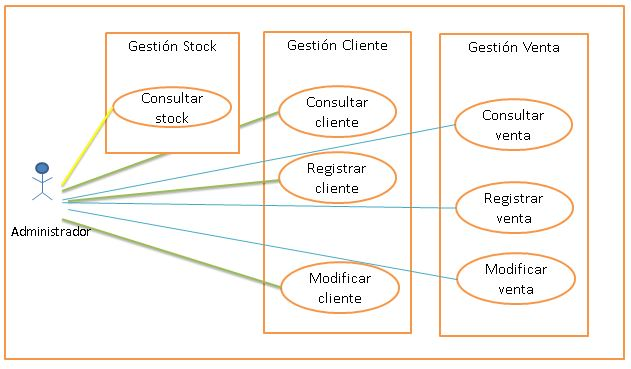 Gestión Stock
Consultar
stock
Gestión Cliente
Consultar
cliente
Registrar
cliente
Modificar
cliente
Gestión Venta
Consultar
venta
Registrar
venta
Modificar
venta
Administrador